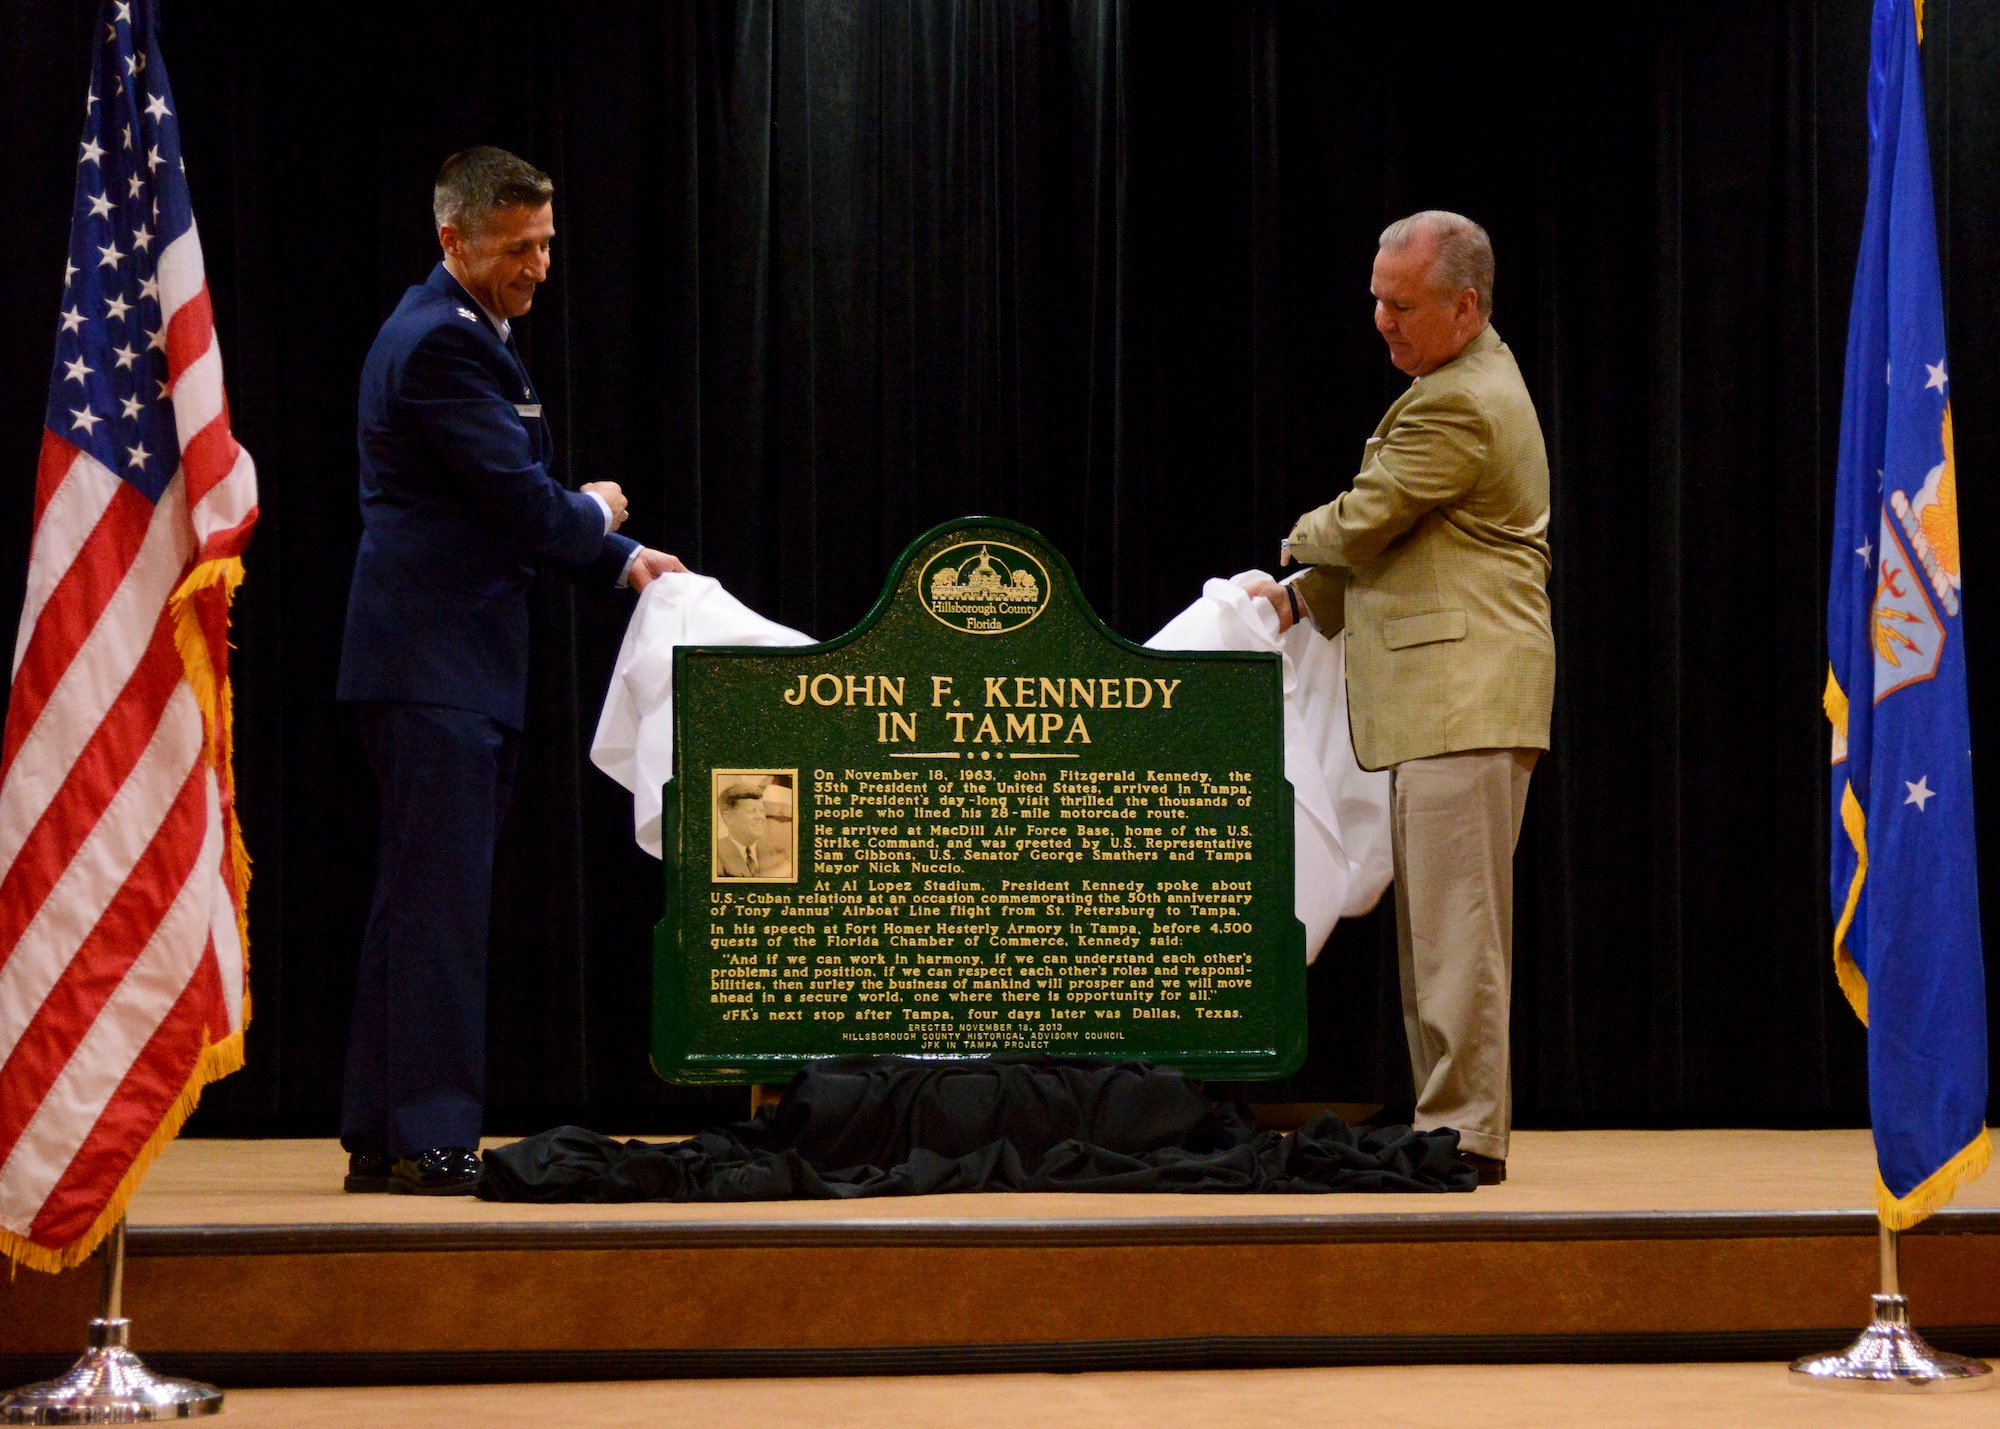 Hillsborough County
Florida
JOHN F. KENNEDY
IN TAMPA
On November 18, 1963, John Fitzgerald Kennedy, the
35th President of the United States, arrived in Tampa.
The President's day-long visit thrilled the thousands of
people who lined his 28-mile motorcade route.
He arrived at MacDill Air Force Base, home of the U.S.
Strike Command, and was greeted by U.S. Representative
Sam Gibbons, U.S. Senator George Smathers and Tampa
Mayor Nick Nuccio.
At Al Lopez Stadium, President Kennedy spoke about
U.S.-Cuban relations at an occasion commemorating the 50th anniversary
of Tony Jannus' Airboat Line flight from St. Petersburg to Tampa.
In his speech at Fort Homer Hesterly Armory in Tampa, before 4,500
guests of the Florida Chamber of Commerce, Kennedy said:
"And if we can work in harmony, if we can understand each other's
problems and position, if we can respect each other's roles and responsi-
bilities, then surley the business of mankind will prosper and we will move
ahead in a secure world, one where there is opportunity for all."
JFK's next stop after Tampa, four days later was Dallas, Texas.
ERECTED NOVEMBER 18, 2013
HILLSBOROUGH COUNTY HISTORICAL ADVISORY COUNCIL
JFK IN TAMPA PROJECT